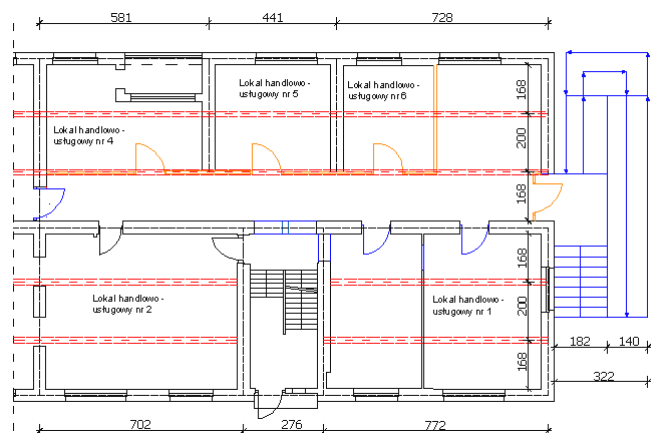 581
441
728
Lokal handlowo -
usługowy nr 4
Lokal handlowo -
usługowy nr 5
Lokal handlowo -
usługowy nr 6
168
200
168
Lokal handlowo -
usługowy nr 2
Lokal handlowo -
usługowy nr 1
168
200
168
182
140
322
702
276
772